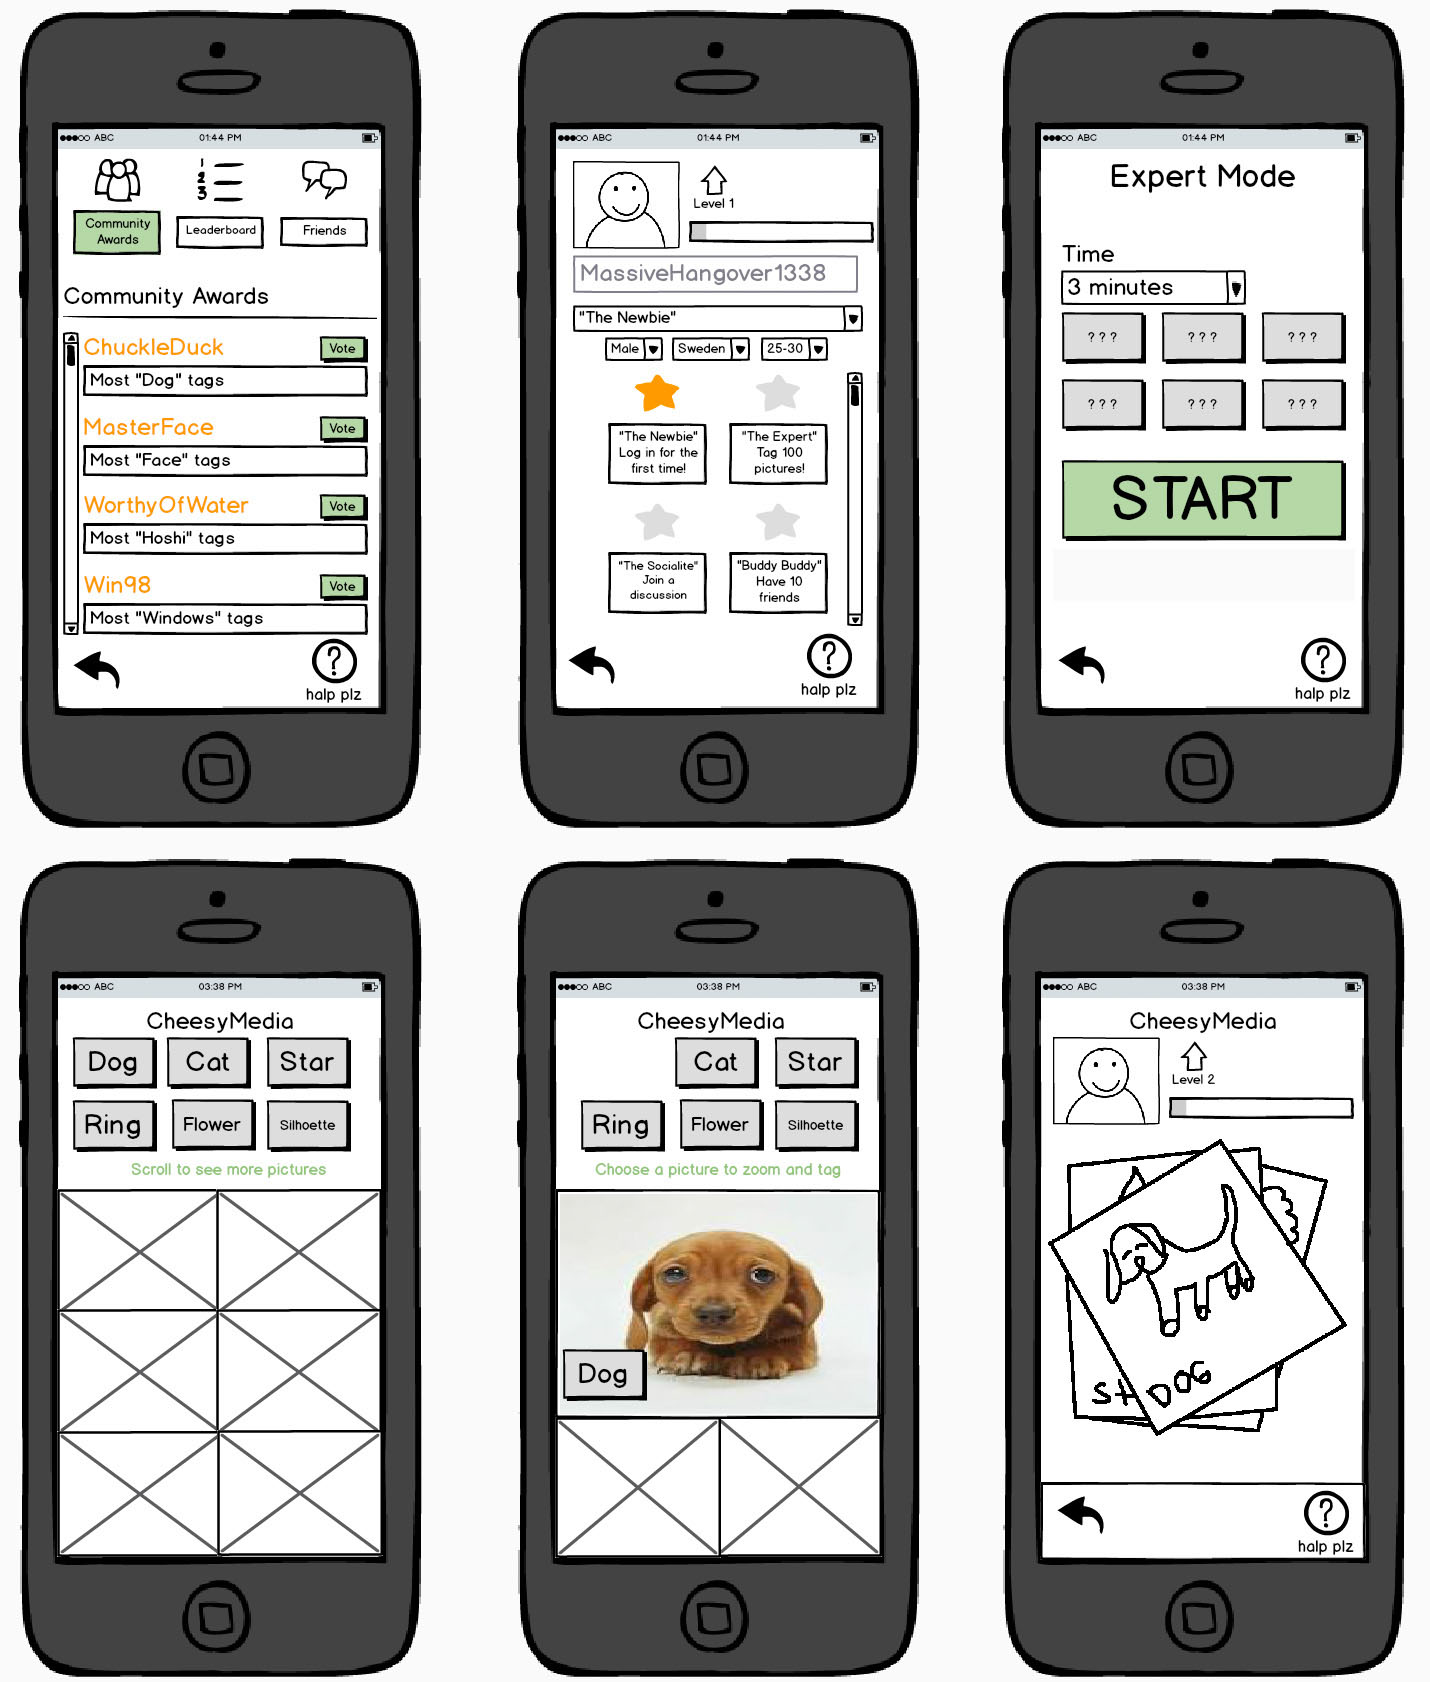 ABC 01:44 PM
1
2
3
Community
Awards
Leaderboard
Friends
Community Awards
ChuckleDuck
Vote
Most "Dog" tags
MasterFace
Vote
Most "Face" tags
WorthyOfWater
Vote
Most "Hoshi" tags
Win98
Vote
Most "Windows" tags
?
halp plz
ABC 01:44 PM
Level 1
MassiveHangover1338
"The Newbie"
Male Sweden 25-30
"The Newbie"
Log in for the
first time!
"The Expert"
Tag 100
pictures!
"The Socialite"
Join a
discussion
"Buddy Buddy"
Have 10
friends
?
halp plz
ABC 01:44 PM
Expert Mode
Time
3 minutes
? ? ? ? ? ? ? ? ?
? ? ? ? ? ? ? ? ?
START
?
halp plz
ABC 03:38 PM
CheesyMedia
Dog Cat Star
Ring Flower Silhoette
Scroll to see more pictures
ABC 03:38 PM
CheesyMedia
Cat Star
Ring Flower Silhoette
Choose a picture to zoom and tag
Dog
ABC 03:38 PM
CheesyMedia
Level 2
DOG
?
halp plz